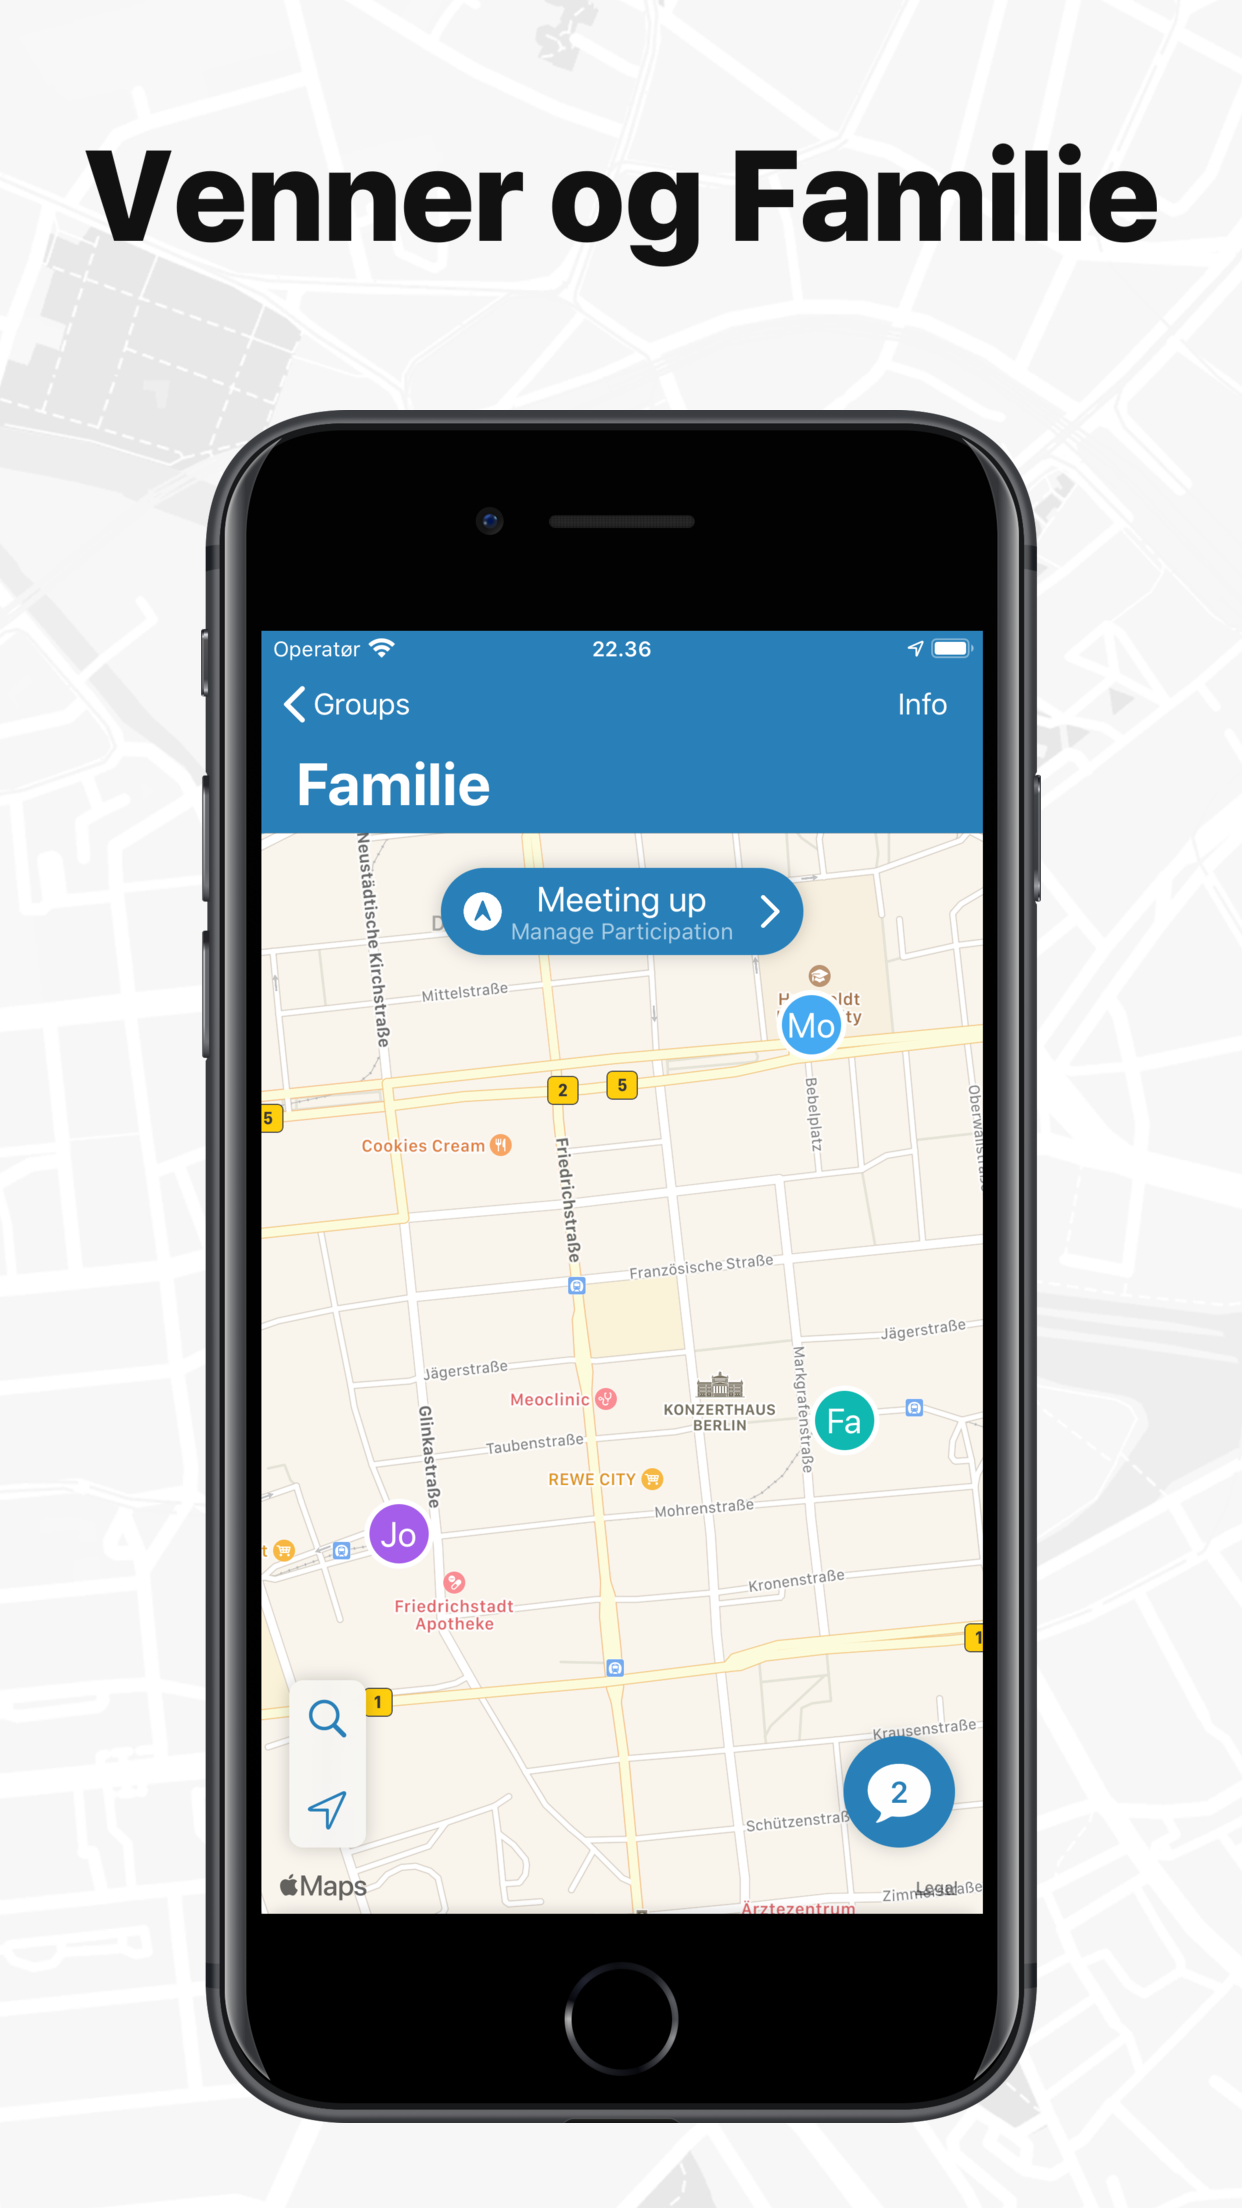 Venner og Familie
Operatør
22.36
Groups
Info
Familie
Meeting up
Manage Participation
Neustädtische Kirchstraße
Mittelstraße
Mo
2
5
5
Bebelplatz
Cookies Cream
Friedrichstraße
Französische Straße
Jägerstraße
Jägerstraße
Meoclinic
KONZERTHAUS
BERLIN
Markgrafenstraße
Fa
Glinkastraße
Taubenstraße
REWE CITY
Mohrenstraße
Jo
Kronenstraße
Friedrichstadt
Apotheke
1
1
Krausenstraße
2
Schützenstraß
Maps
Legal
Ärztezentrum